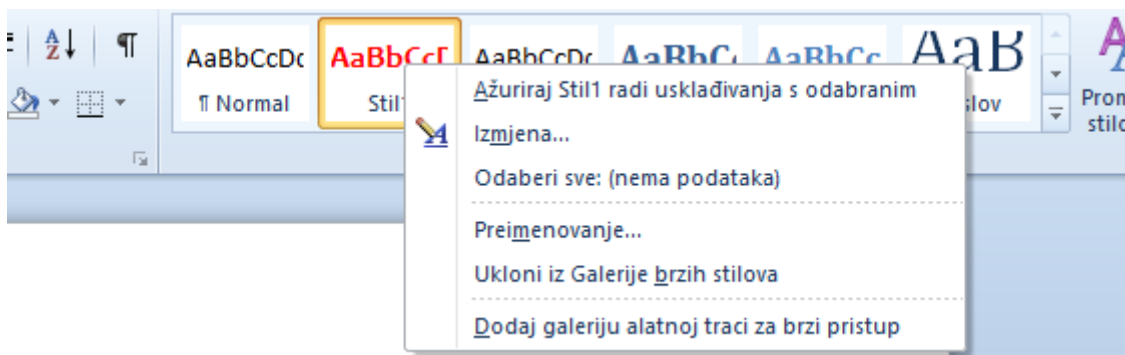 AaBbCcDc AaBbCcD AaBbCcDc AaBbC AaBbCc AaB
¶ Normal Stil1
Ažuriraj Stil1 radi usklađivanja s odabranim
Izmjena...
Odaberi sve: (nema podataka)
Preimenovanje...
Ukloni iz Galerije brzih stilova
Dodaj galeriju alatnoj traci za brzi pristup